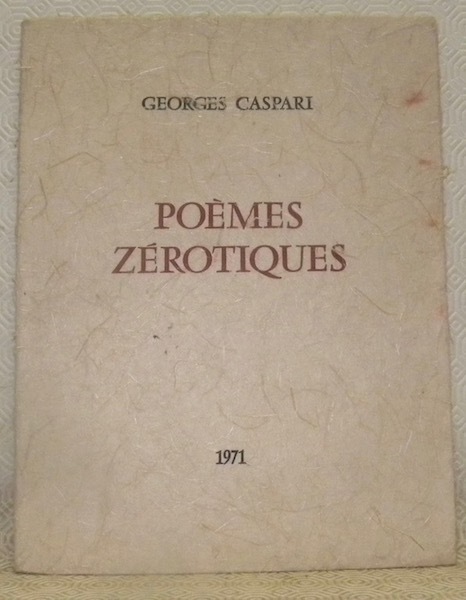 GEORGES CASPARI
POÈMES
ZÉROTIQUES
1971